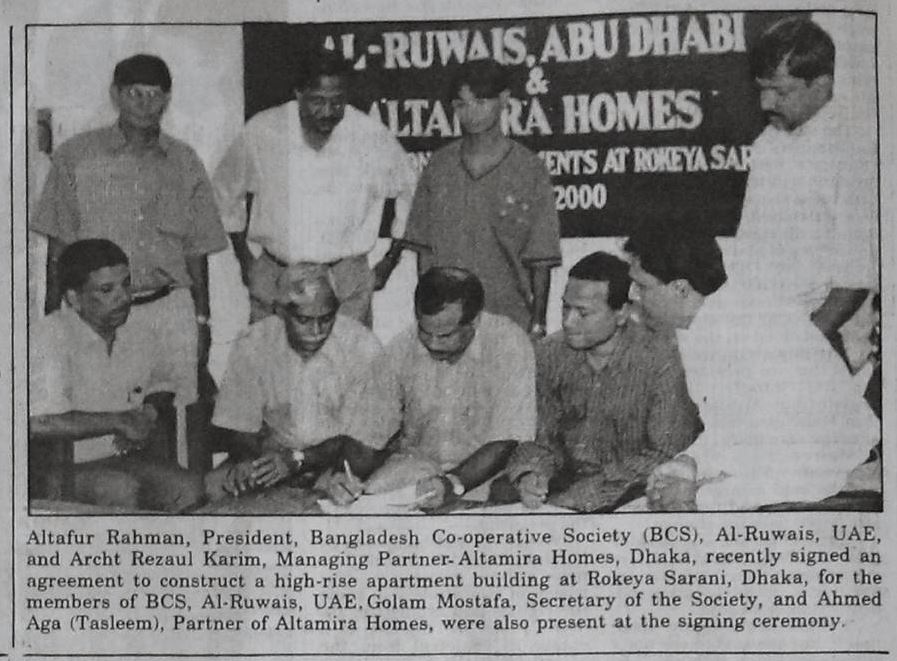 AL-RUWAIS, ABU DHABI
&
ALTAMIRA HOMES
ENTS AT ROKEYA SAR
2000
Altafur Rahman, President, Bangladesh Co-operative Society (BCS), Al-Ruwais, UAE,
and Archt Rezaul Karim, Managing Partner-Altamira Homes, Dhaka, recently signed an
agreement to construct a high-rise apartment building at Rokeya Sarani, Dhaka, for the
members of BCS, Al-Ruwais, UAE. Golam Mostafa, Secretary of the Society, and Ahmed
Aga (Tasleem), Partner of Altamira Homes, were also present at the signing ceremony.